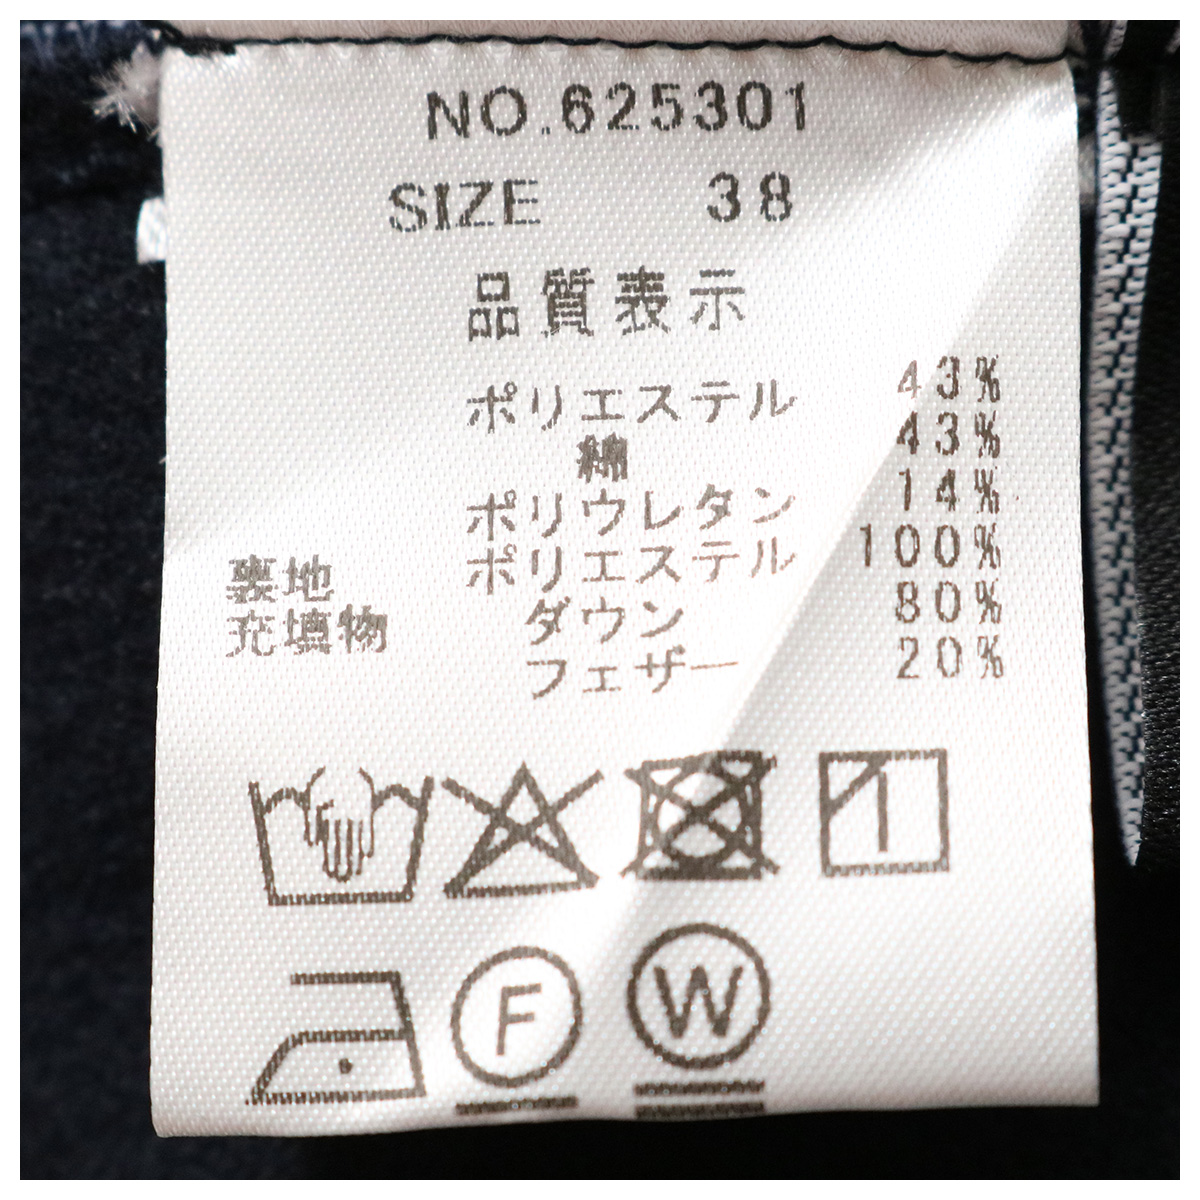 NO.625301
SIZE 38
品質表示
ポリエステル 43%
綿 43%
ポリウレタン 14%
裏地 ポリエステル 100%
充填物 ダウン 80%
フェザー 20%
F
W